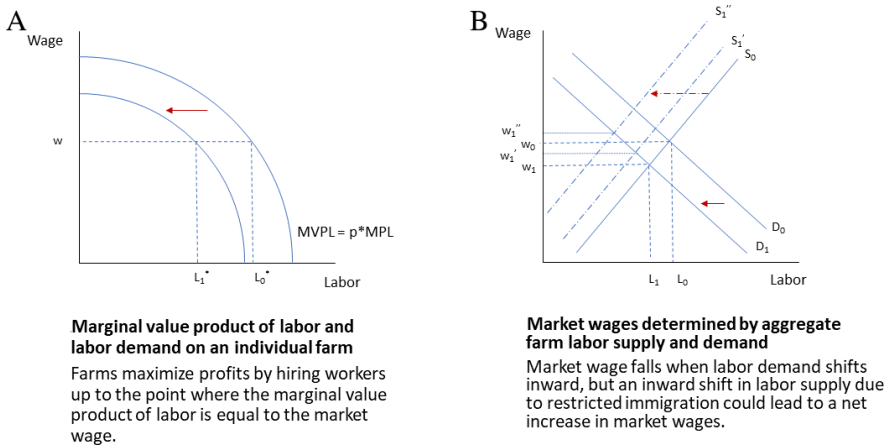 A
Wage
w
MVPL = p*MPL
L₁* L₀*
Labor
Marginal value product of labor and
labor demand on an individual farm
Farms maximize profits by hiring workers
up to the point where the marginal value
product of labor is equal to the market
wage.
B
Wage
S₁′′
S₁′
S₀
w₁′′
w₀
w₁′
w₁
D₀
D₁
L₁ L₀
Labor
Market wages determined by aggregate
farm labor supply and demand
Market wage falls when labor demand shifts
inward, but an inward shift in labor supply due
to restricted immigration could lead to a net
increase in market wages.